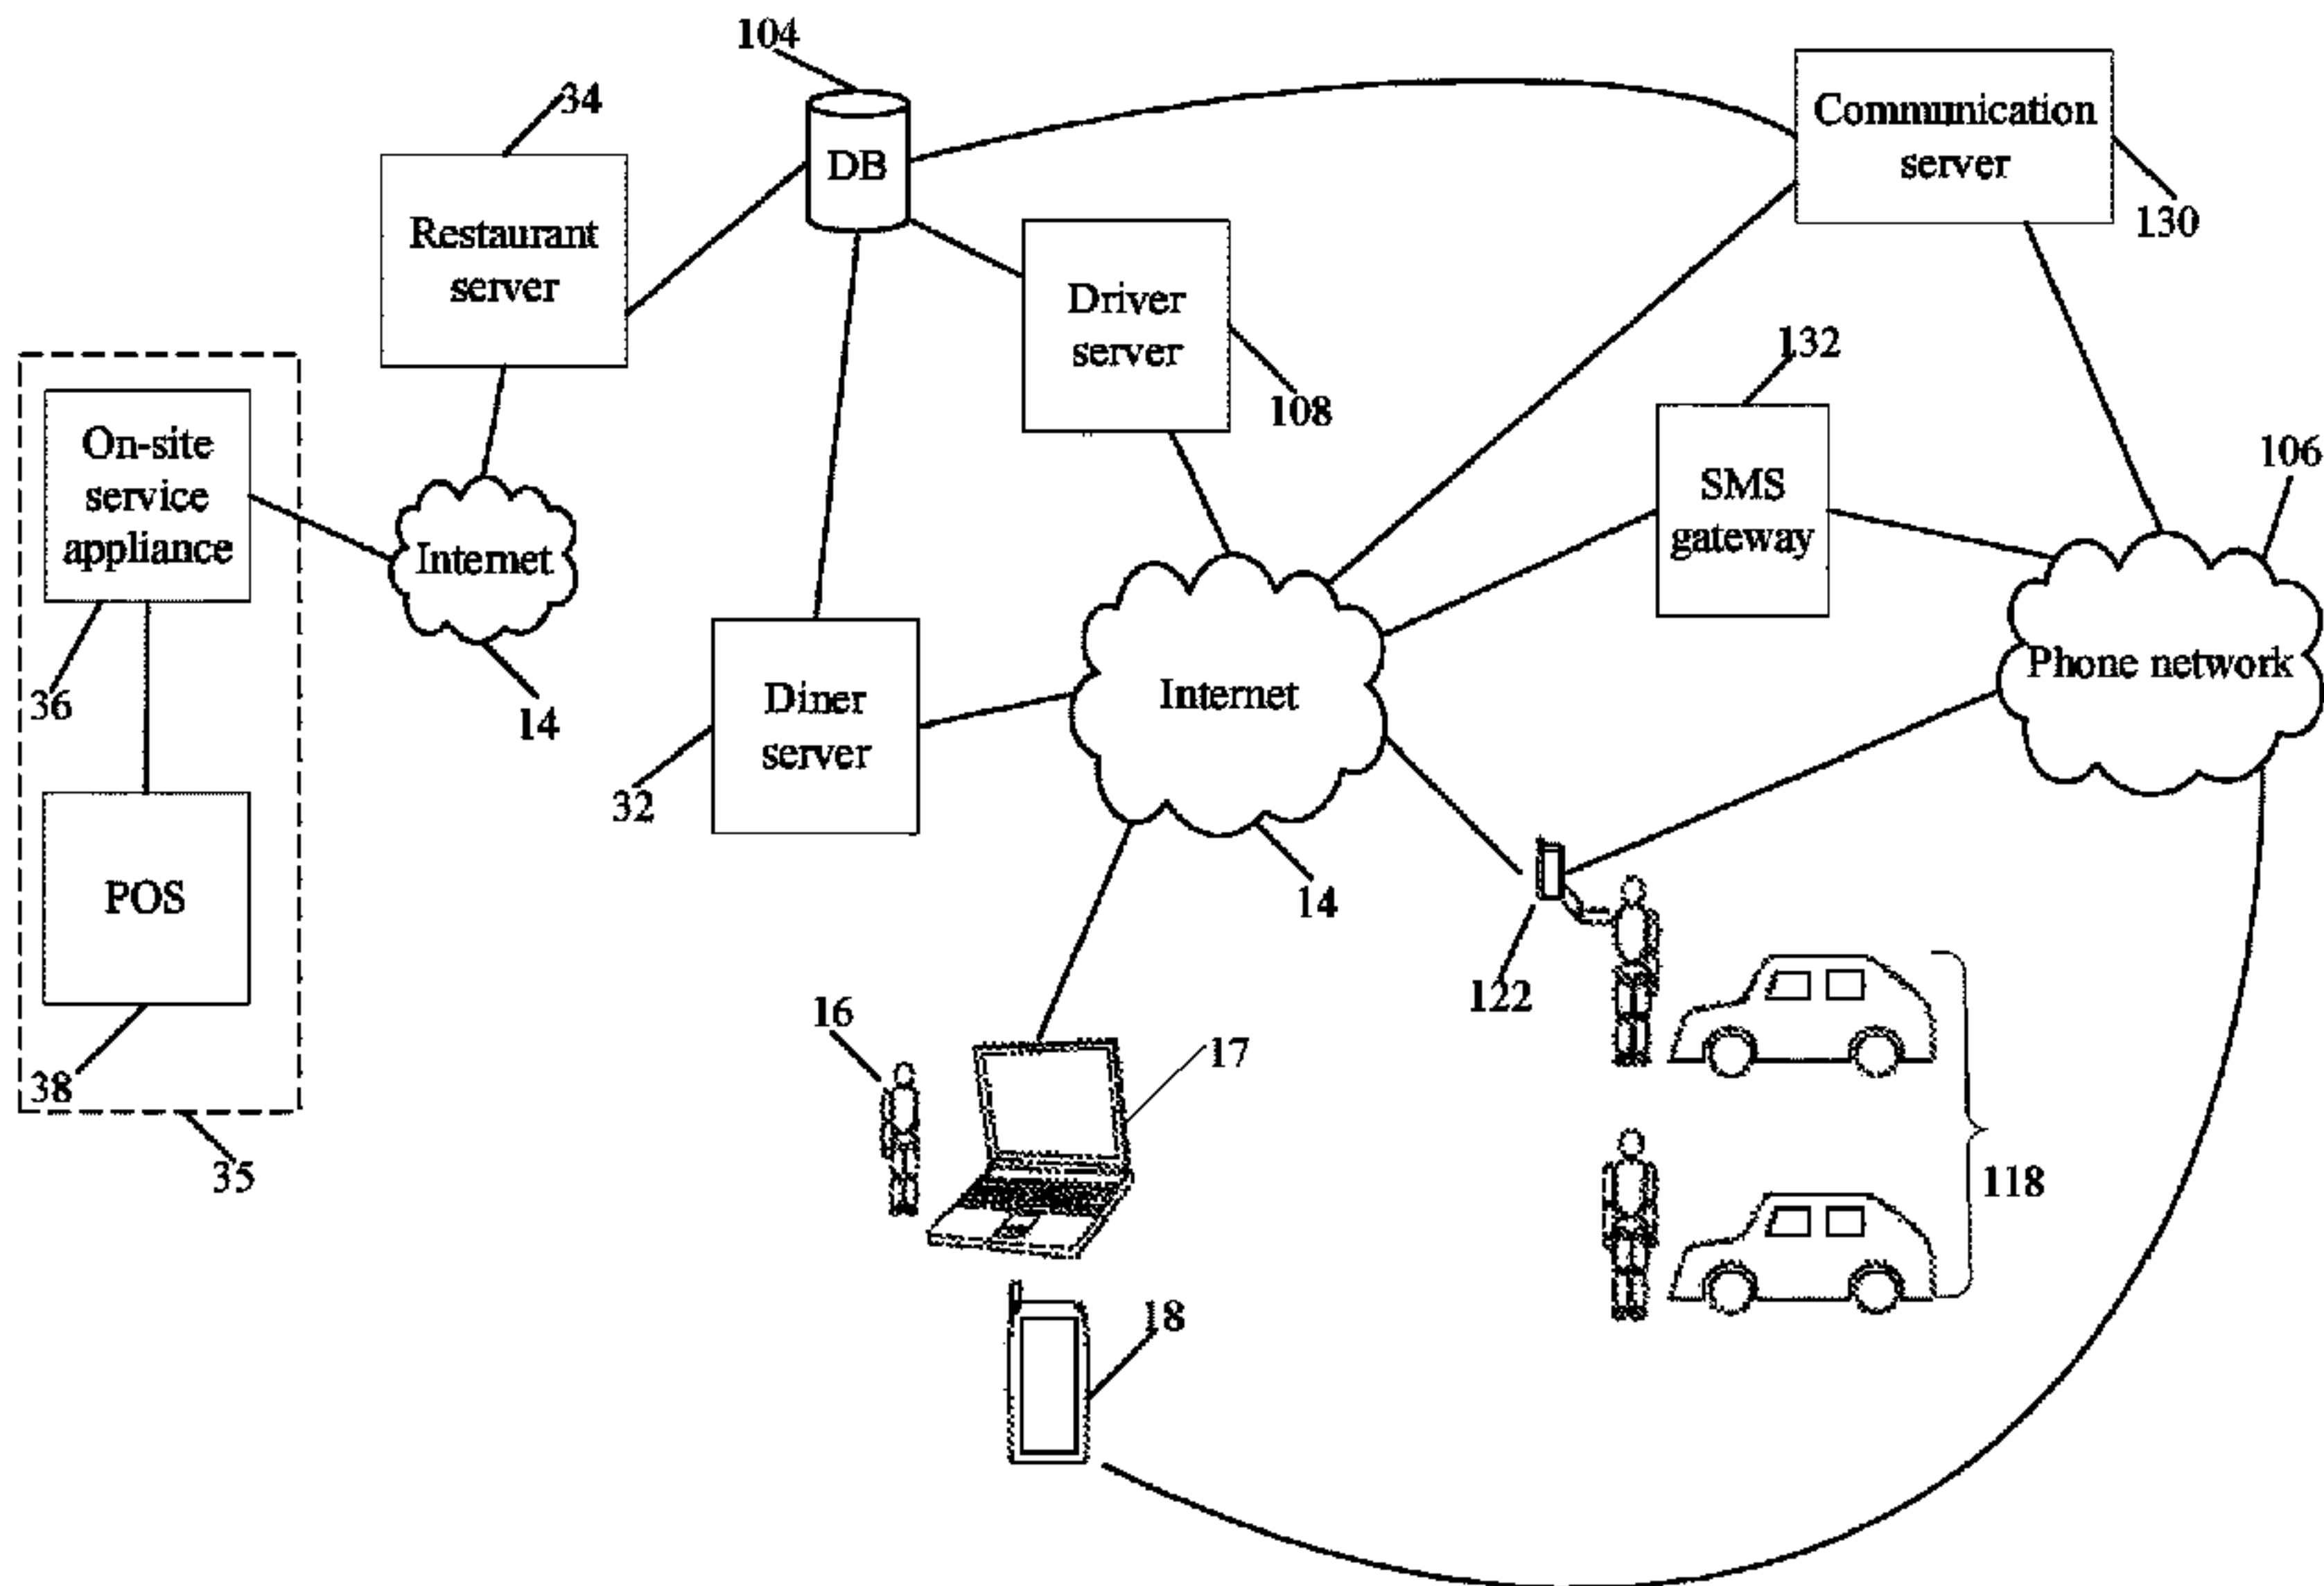 104
34
DB
Communication
server
130
Restaurant
server
Driver
server
108
132
On-site
service
appliance
36
Internet
14
SMS
gateway
106
Phone network
Diner
server
32
Internet
14
POS
38
35
122
16
17
118
18